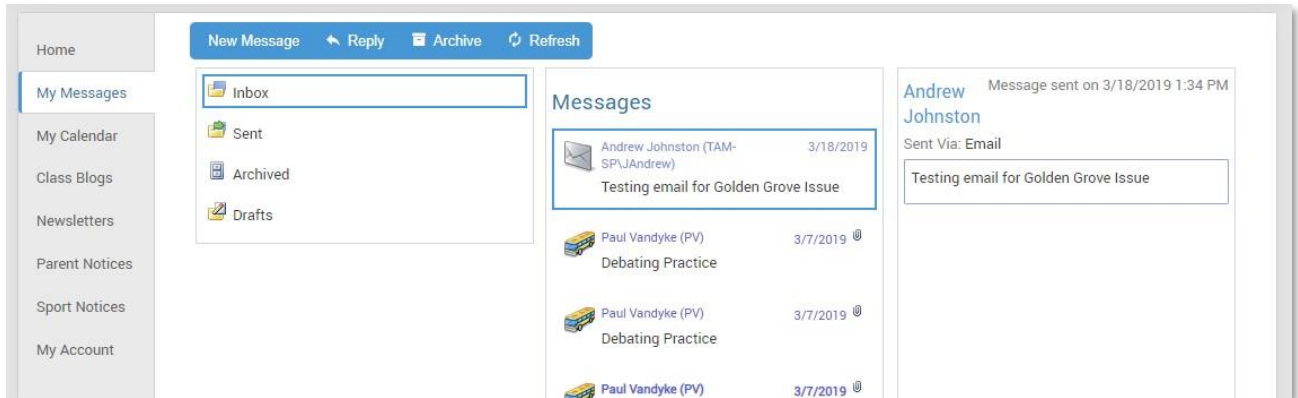 Home
My Messages
My Calendar
Class Blogs
Newsletters
Parent Notices
Sport Notices
My Account
New Message Reply Archive Refresh
Inbox
Sent
Archived
Drafts
Messages
Andrew Johnston (TAM-
SP\JAndrew) 3/18/2019
Testing email for Golden Grove Issue
Paul Vandyke (PV) 3/7/2019
Debating Practice
Paul Vandyke (PV) 3/7/2019
Debating Practice
Paul Vandyke (PV) 3/7/2019
Andrew
Johnston
Message sent on 3/18/2019 1:34 PM
Sent Via: Email
Testing email for Golden Grove Issue